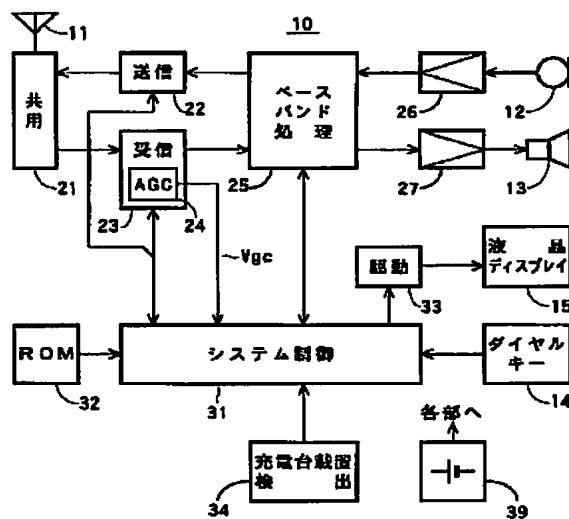 11
10
共用
21
送信
22
受信
AGC
23
24
ベース
バンド
処理
25
26
12
27
13
Vgc
駆動
33
液晶
ディスプレイ
15
ROM
32
システム制御
31
ダイヤル
キー
14
充電台載置
検出
34
各部へ
39